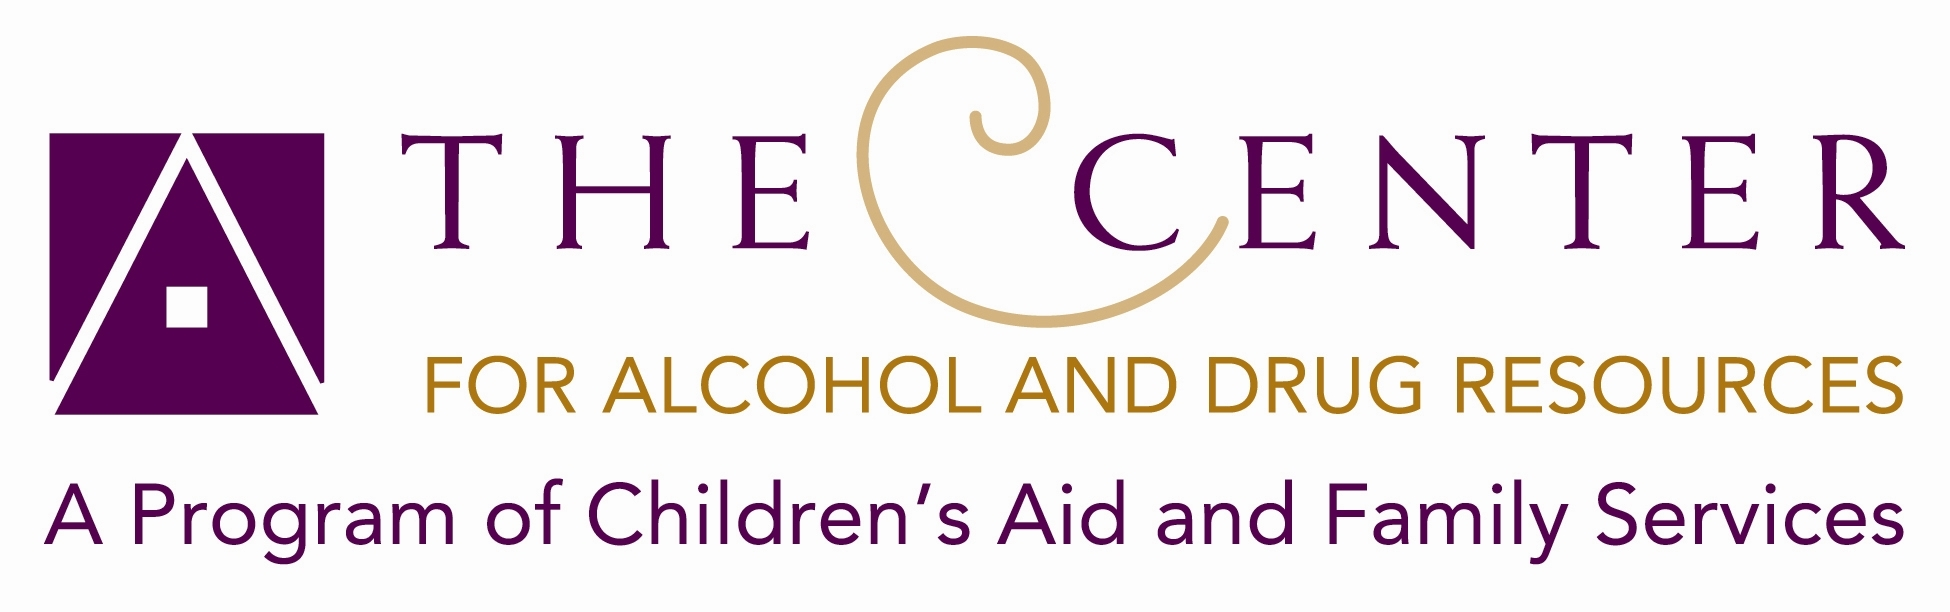 THE CENTER
FOR ALCOHOL AND DRUG RESOURCES
A Program of Children’s Aid and Family Services